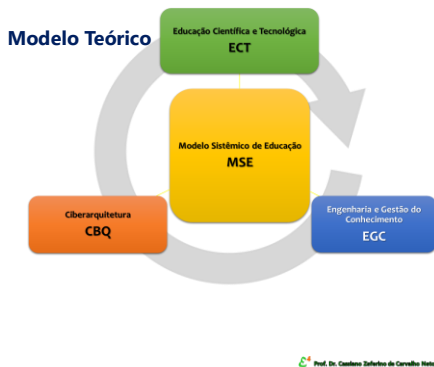 Modelo Teórico
Educação Científica e Tecnológica
ECT
Modelo Sistêmico de Educação
MSE
Ciberarquitetura
CBQ
Engenharia e Gestão do
Conhecimento
EGC
Prof. Dr. Cassiano Zeferino de Carvalho Neto